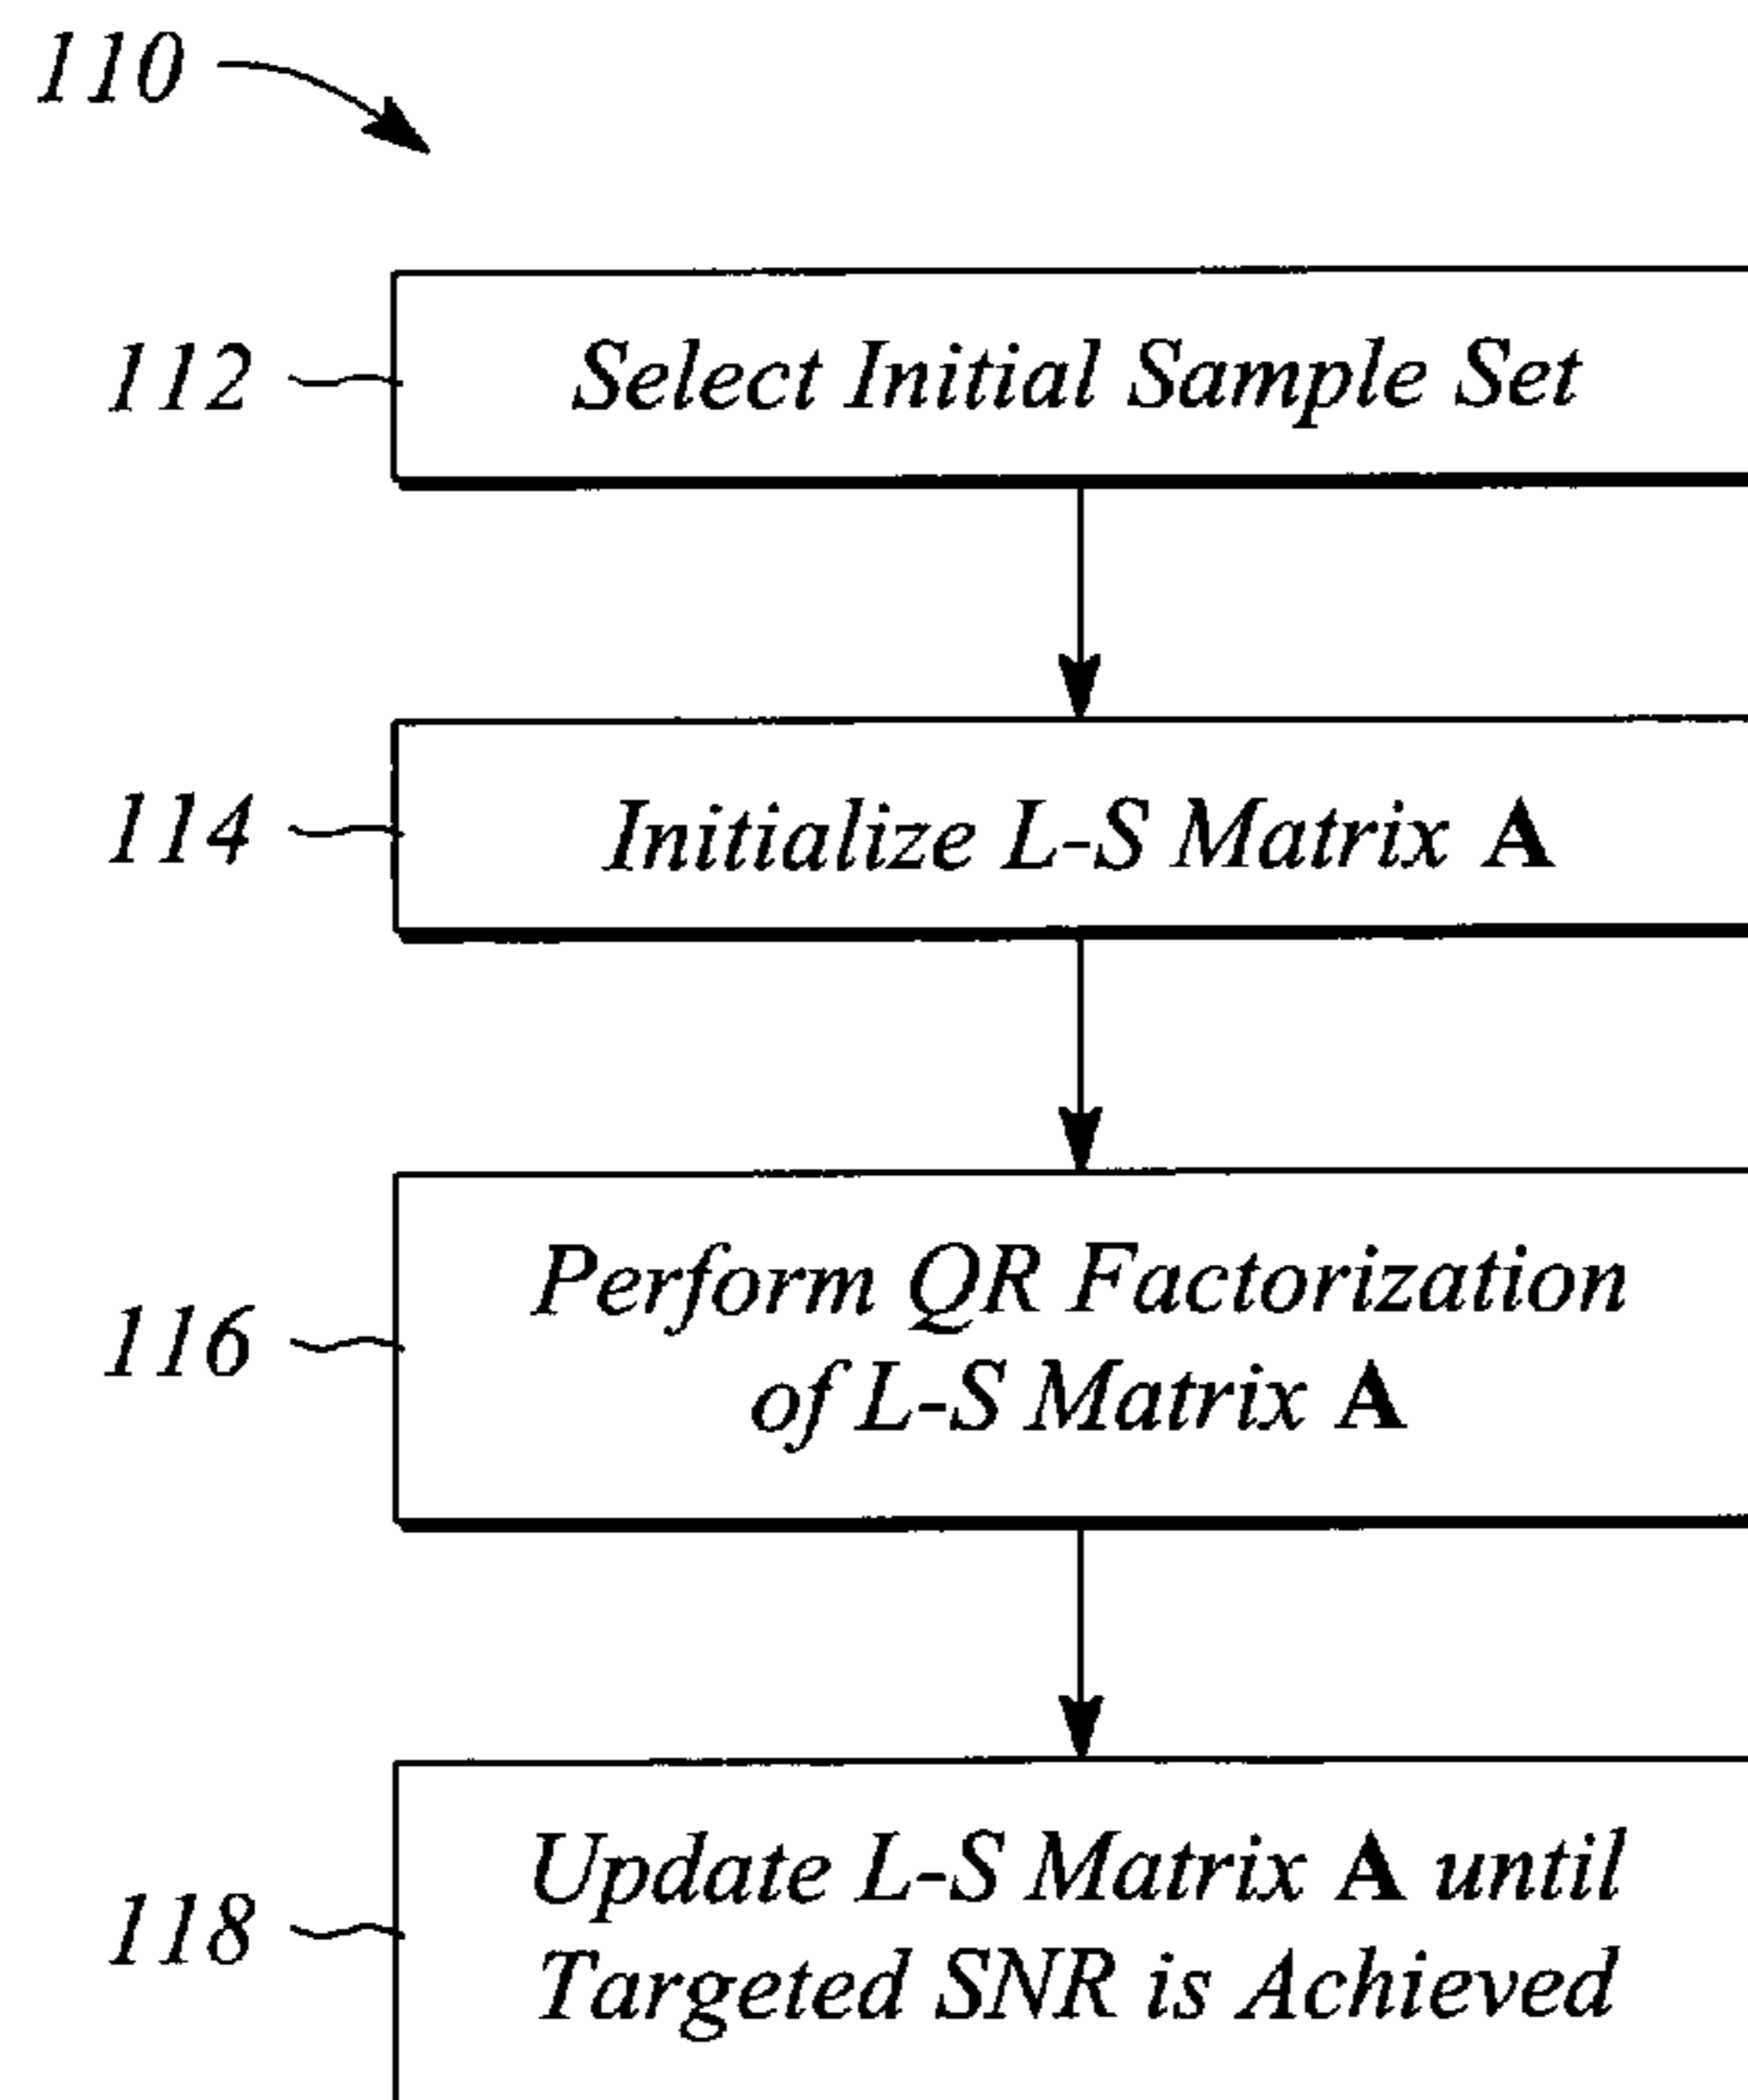 110
112
Select Initial Sample Set
114
Initialize L-S Matrix A
116
Perform QR Factorization
of L-S Matrix A
118
Update L-S Matrix A until
Targeted SNR is Achieved